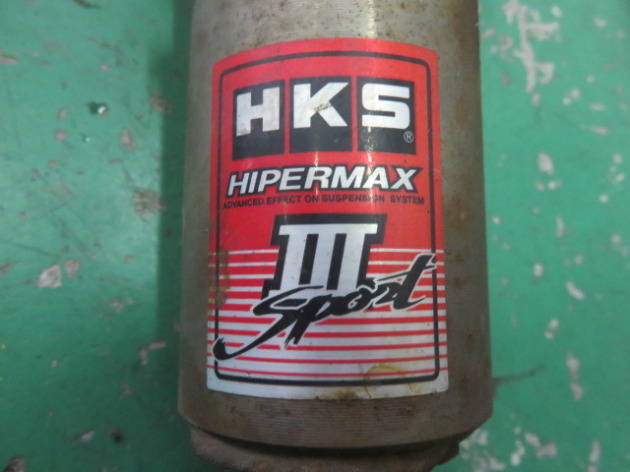 HKS®
HIPERMAX
ADVANCED EFFECT ON SUSPENSION SYSTEM
III
Sport